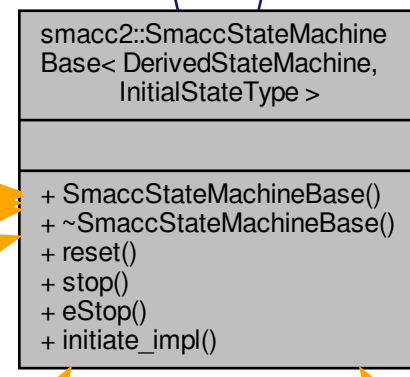 smacc2::SmaccStateMachine
Base< DerivedStateMachine,
InitialStateType >
+ SmaccStateMachineBase()
+ ~SmaccStateMachineBase()
+ reset()
+ stop()
+ eStop()
+ initiate_impl()